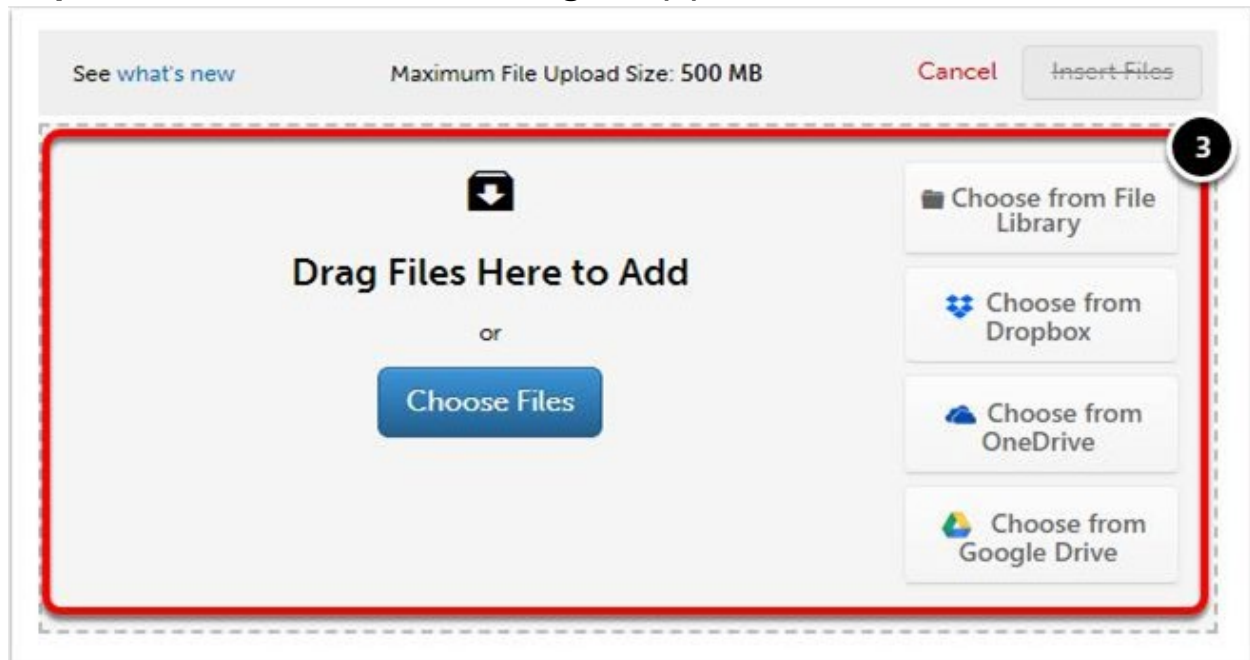 See what's new
Maximum File Upload Size: 500 MB
Cancel
Insert Files
3
Drag Files Here to Add
or
Choose Files
Choose from File
Library
Choose from
Dropbox
Choose from
OneDrive
Choose from
Google Drive